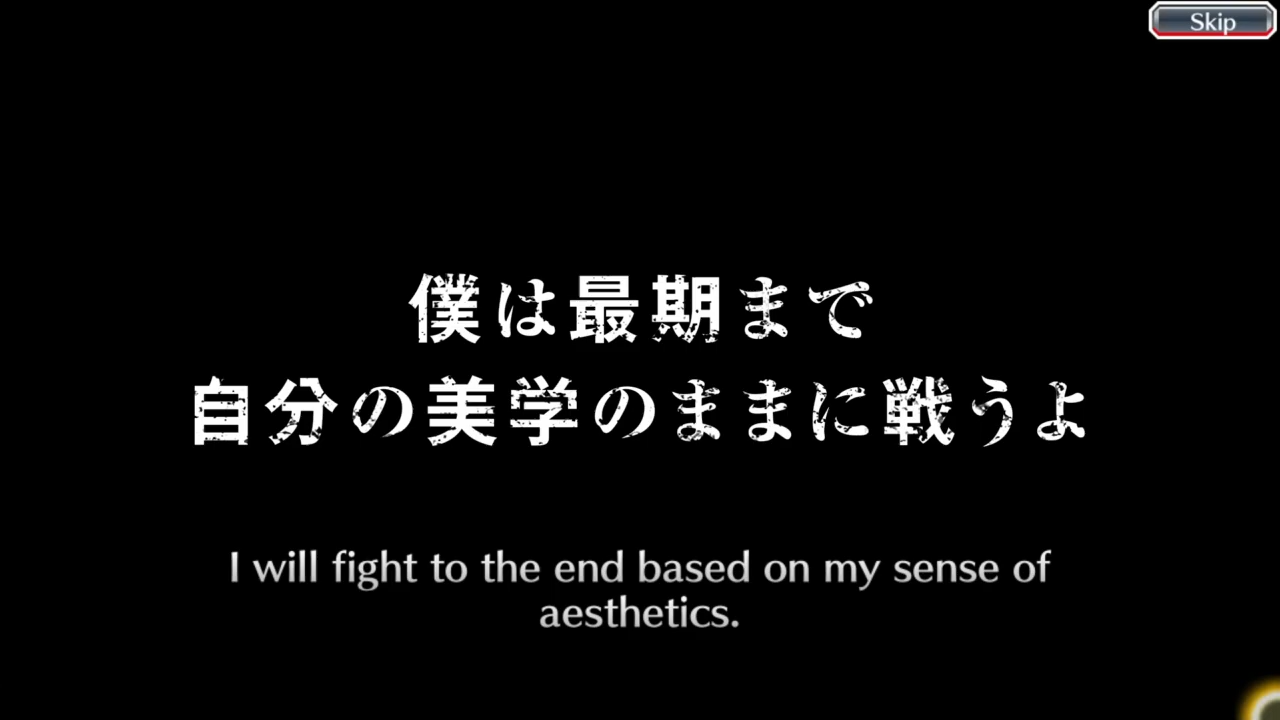 Skip
僕は最期まで
自分の美学のままに戦うよ
I will fight to the end based on my sense of
aesthetics.